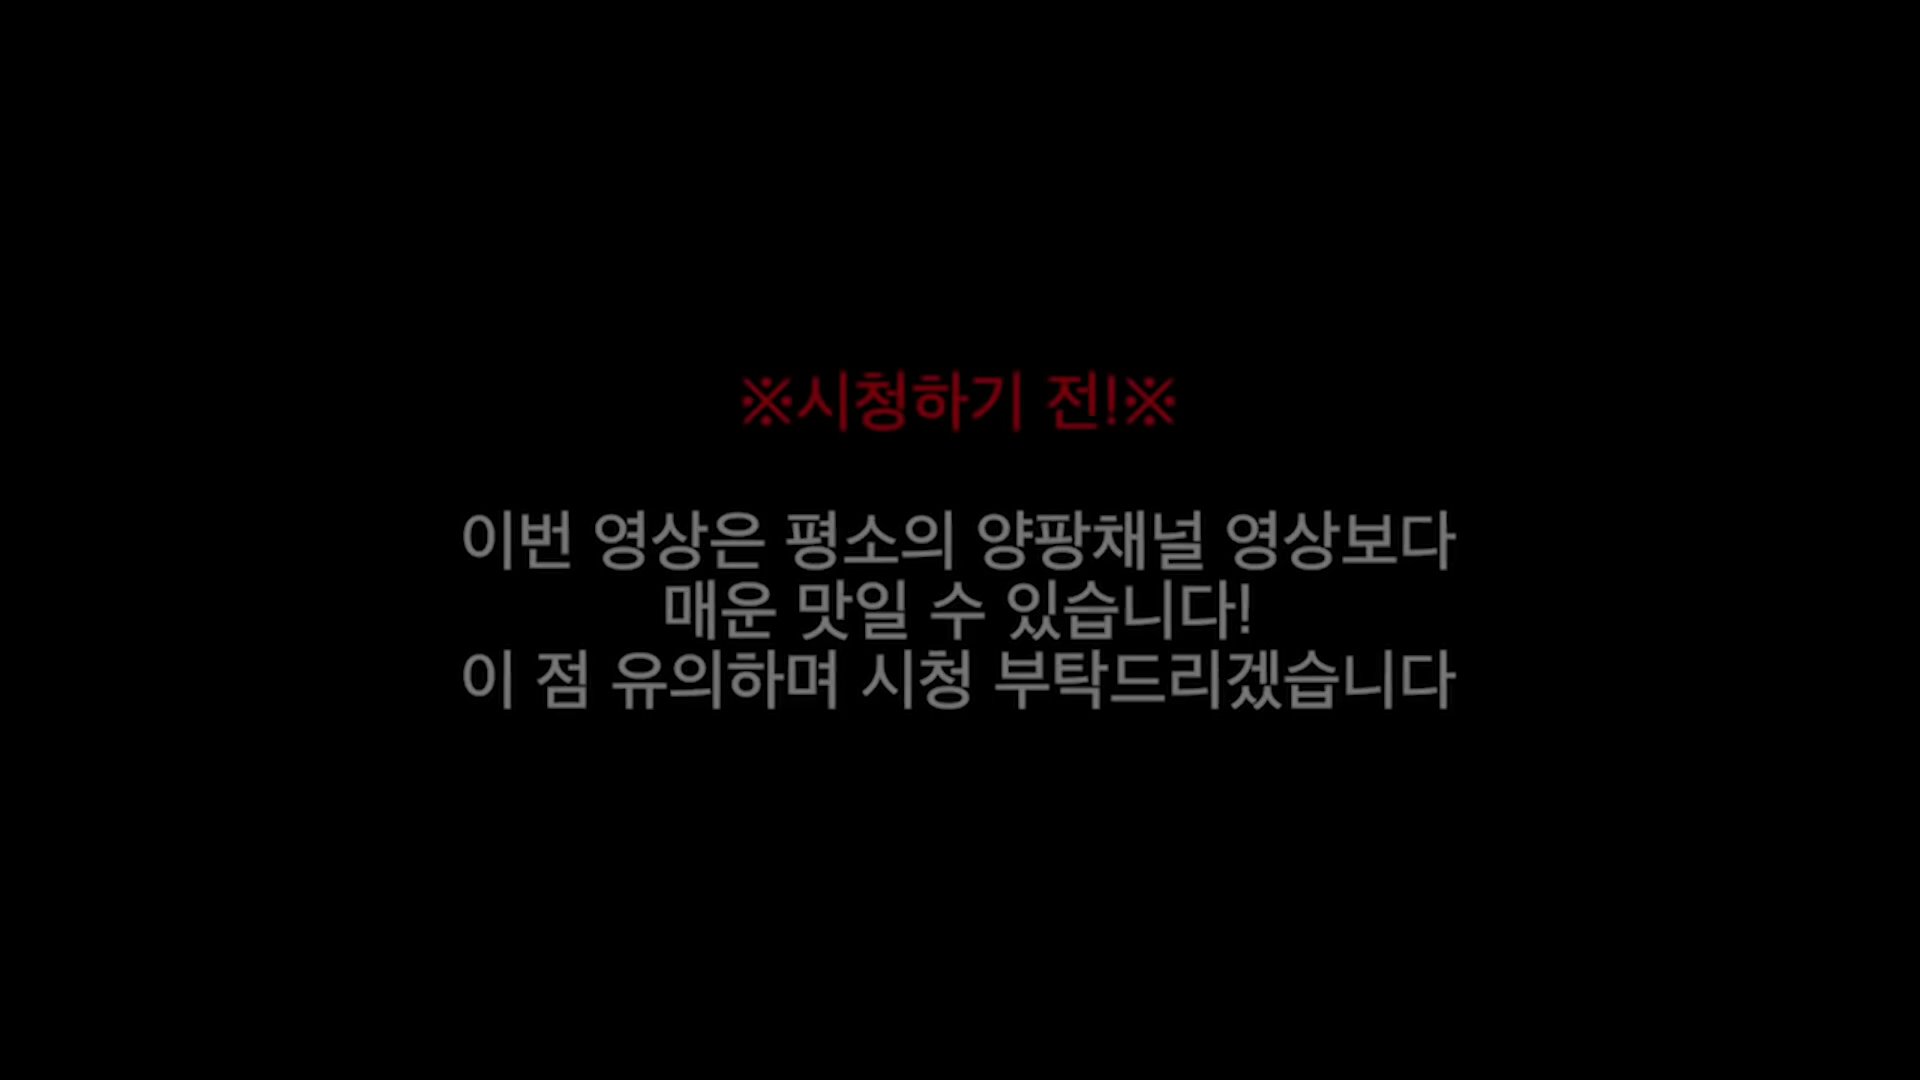 ※시청하기 전!※
이번 영상은 평소의 양팡채널 영상보다
매운 맛일 수 있습니다!
이 점 유의하며 시청 부탁드리겠습니다